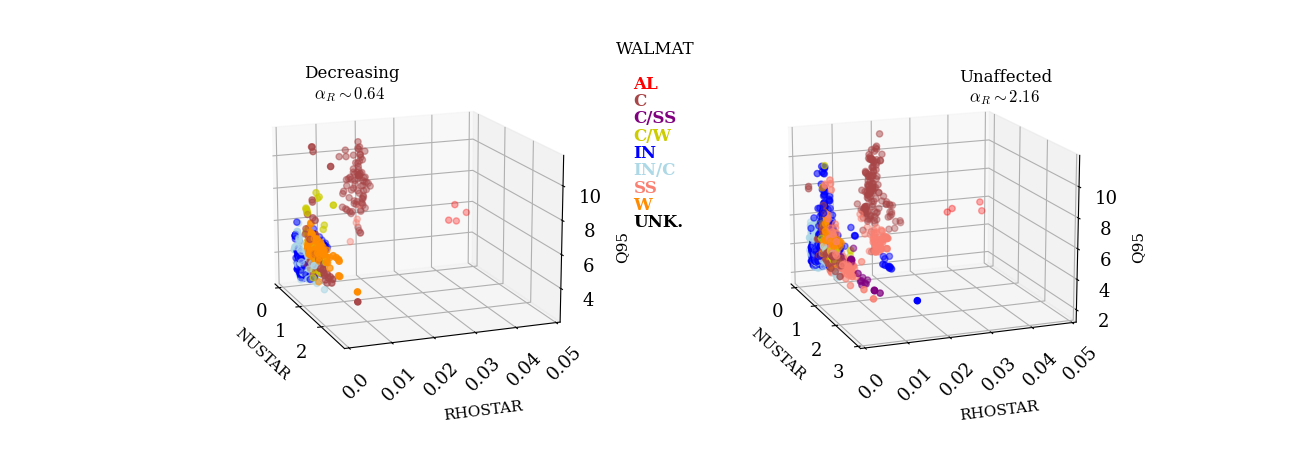 WALMAT
Decreasing
α_R ∼ 0.64
Unaffected
α_R ∼ 2.16
AL
C
C/SS
C/W
IN
IN/C
SS
W
UNK.
10
8
6
4
Q95
0
1
2
NUSTAR
0.0
0.01
0.02
0.03
0.04
0.05
RHOSTAR
10
8
6
4
2
Q95
0
1
2
3
NUSTAR
0.0
0.01
0.02
0.03
0.04
0.05
RHOSTAR